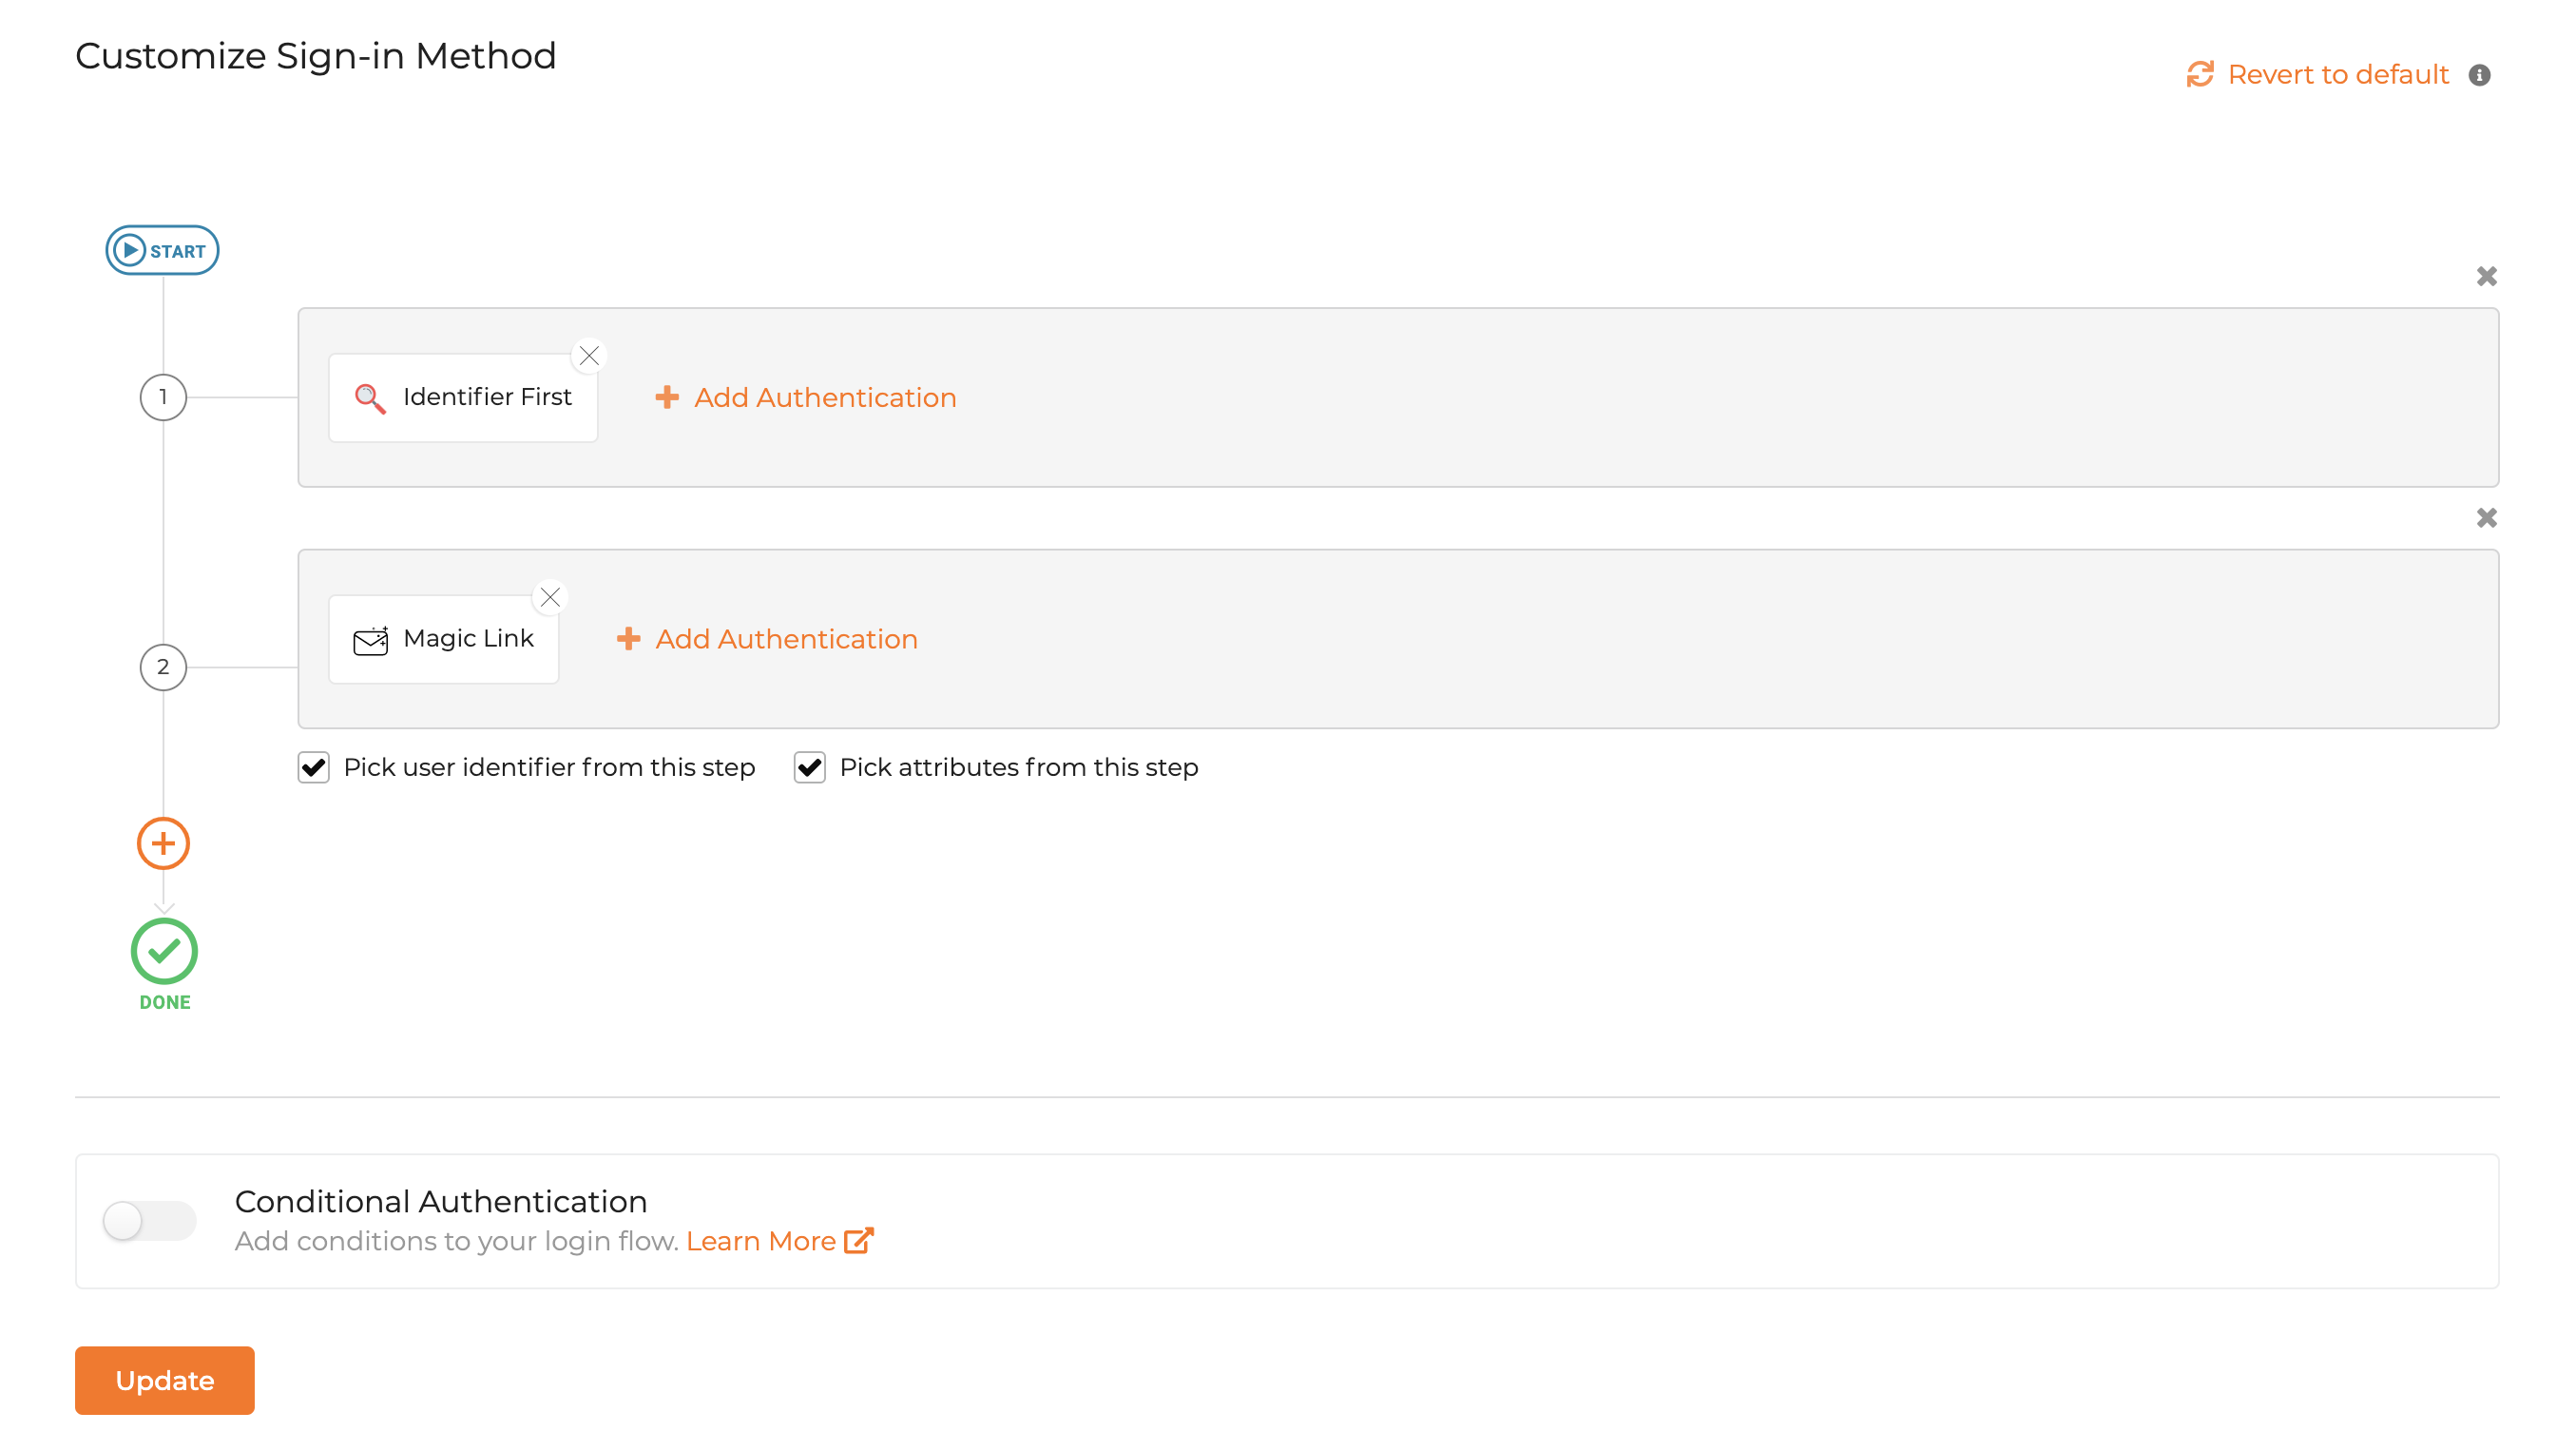 Customize Sign-in Method
Revert to default
START
1
Identifier First
Add Authentication
2
Magic Link
Add Authentication
Pick user identifier from this step
Pick attributes from this step
DONE
Conditional Authentication
Add conditions to your login flow. Learn More
Update